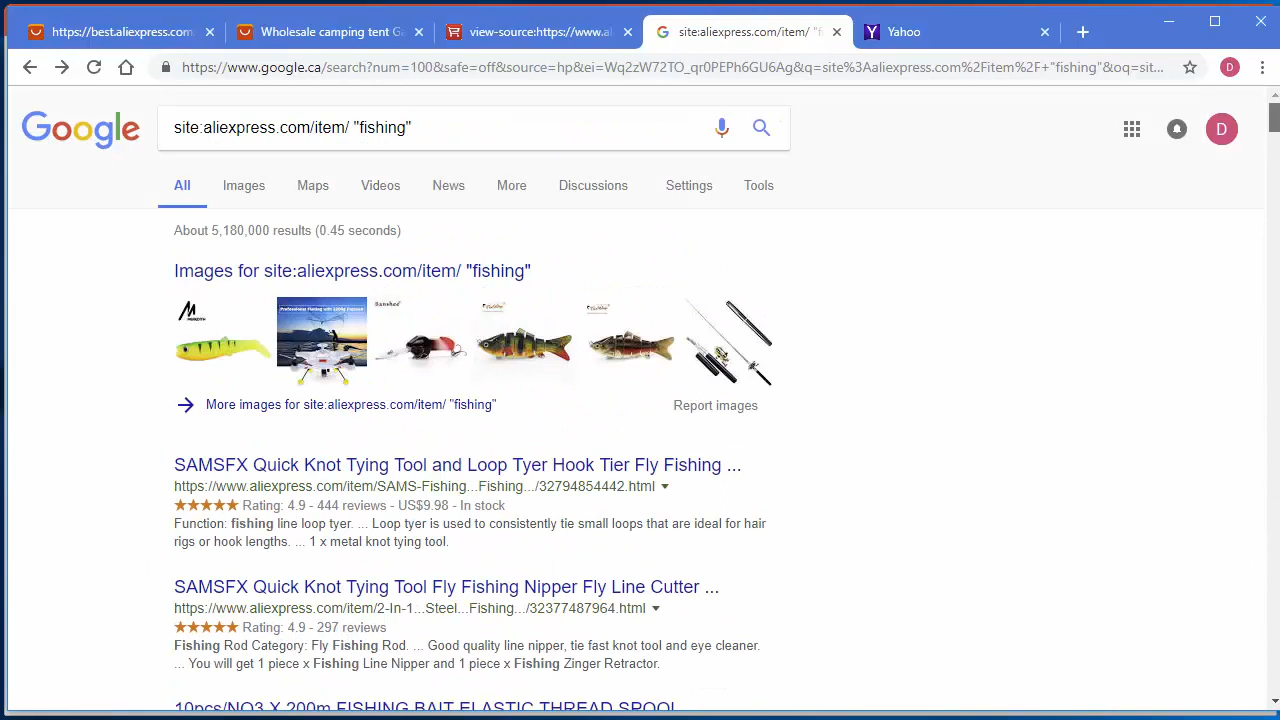 https://best.aliexpress.com
Wholesale camping tent G
view-source:https://www.al
site:aliexpress.com/item/ "f
Yahoo
https://www.google.ca/search?num=100&safe=off&source=hp&ei=Wq2zW72TO_qr0PEPh6GU6Ag&q=site%3Aaliexpress.com%2Fitem%2F+"fishing"&oq=sit...
D
Google
site:aliexpress.com/item/ "fishing"
D
All Images Maps Videos News More Discussions Settings Tools
About 5,180,000 results (0.45 seconds)
Images for site:aliexpress.com/item/ "fishing"
MEREDITH
Banshee
More images for site:aliexpress.com/item/ "fishing"
Report images
SAMSFX Quick Knot Tying Tool and Loop Tyer Hook Tier Fly Fishing ...
https://www.aliexpress.com/item/SAMS-Fishing...Fishing.../32794854442.html
Rating: 4.9 - 444 reviews - US$9.98 - In stock
Function: fishing line loop tyer. ... Loop tyer is used to consistently tie small loops that are ideal for hair
rigs or hook lengths. ... 1 x metal knot tying tool.
SAMSFX Quick Knot Tying Tool Fly Fishing Nipper Fly Line Cutter ...
https://www.aliexpress.com/item/2-In-1...Steel...Fishing.../32377487964.html
Rating: 4.9 - 297 reviews
Fishing Rod Category: Fly Fishing Rod. ... Good quality line nipper, tie fast knot tool and eye cleaner.
... You will get 1 piece x Fishing Line Nipper and 1 piece x Fishing Zinger Retractor.
10pcs/NO3 X 200m FISHING BAIT ELASTIC THREAD SPOOL